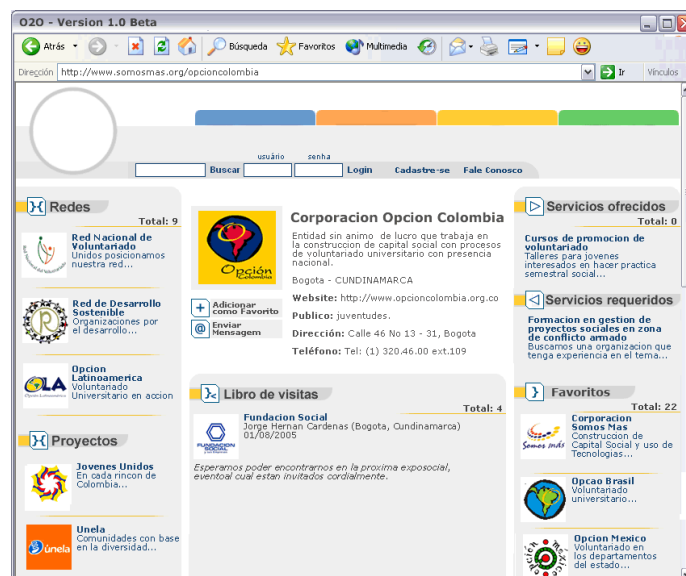 O2O - Version 1.0 Beta
Atrás
Búsqueda
Favoritos
Multimedia
Dirección http://www.somosmas.org/opcioncolombia
Ir
Vínculos
usuário senha
Buscar
Login
Cadastre-se
Fale Conosco
Redes
Total: 9
Red Nacional de
Voluntariado
Unidos posicionamos
nuestra red...
Red de Desarrollo
Sostenible
Organizaciones por
el desarrollo...
OLA
Opción Latinoamérica
Opcion
Latinoamerica
Voluntariado
Universitario en accion
Proyectos
Jovenes Unidos
En cada rincon de
Colombia...
únela
Unela
Comunidades con base
en la diversidad...
Opción
Colombia
Adicionar
como Favorito
@ Enviar
Mensagem
Corporacion Opcion Colombia
Entidad sin animo de lucro que trabaja en
la construccion de capital social con procesos
de voluntariado universitario con presencia
nacional.
Bogota - CUNDINAMARCA
Website: http://www.opcioncolombia.org.co
Publico: juventudes.
Dirección: Calle 46 No 13 - 31, Bogota
Teléfono: Tel: (1) 320.46.00 ext.109
Libro de visitas
Total: 4
FUNDACION
SOCIAL
Fundacion Social
Jorge Hernan Cardenas (Bogota, Cundinamarca)
01/08/2005
Esperamos poder encontrarnos en la proxima exposocial,
eventoal cual estan invitados cordialmente.
Servicios ofrecidos
Total: 0
Cursos de promocion de
voluntariado
Talleres para jovenes
interesados en hacer practica
semestral social...
Servicios requeridos
Formacion en gestion de
proyectos sociales en zona
de conflicto armado
Buscamos una organizacion que
tenga experiencia en el tema...
Favoritos
Total: 22
Somos más
Corporacion
Somos Mas
Construccion de
Capital Social y uso de
Tecnologias...
Opcao Brasil
Voluntariado
universitario...
Opcion Mexico
Voluntariado en
los departamentos
del estado...